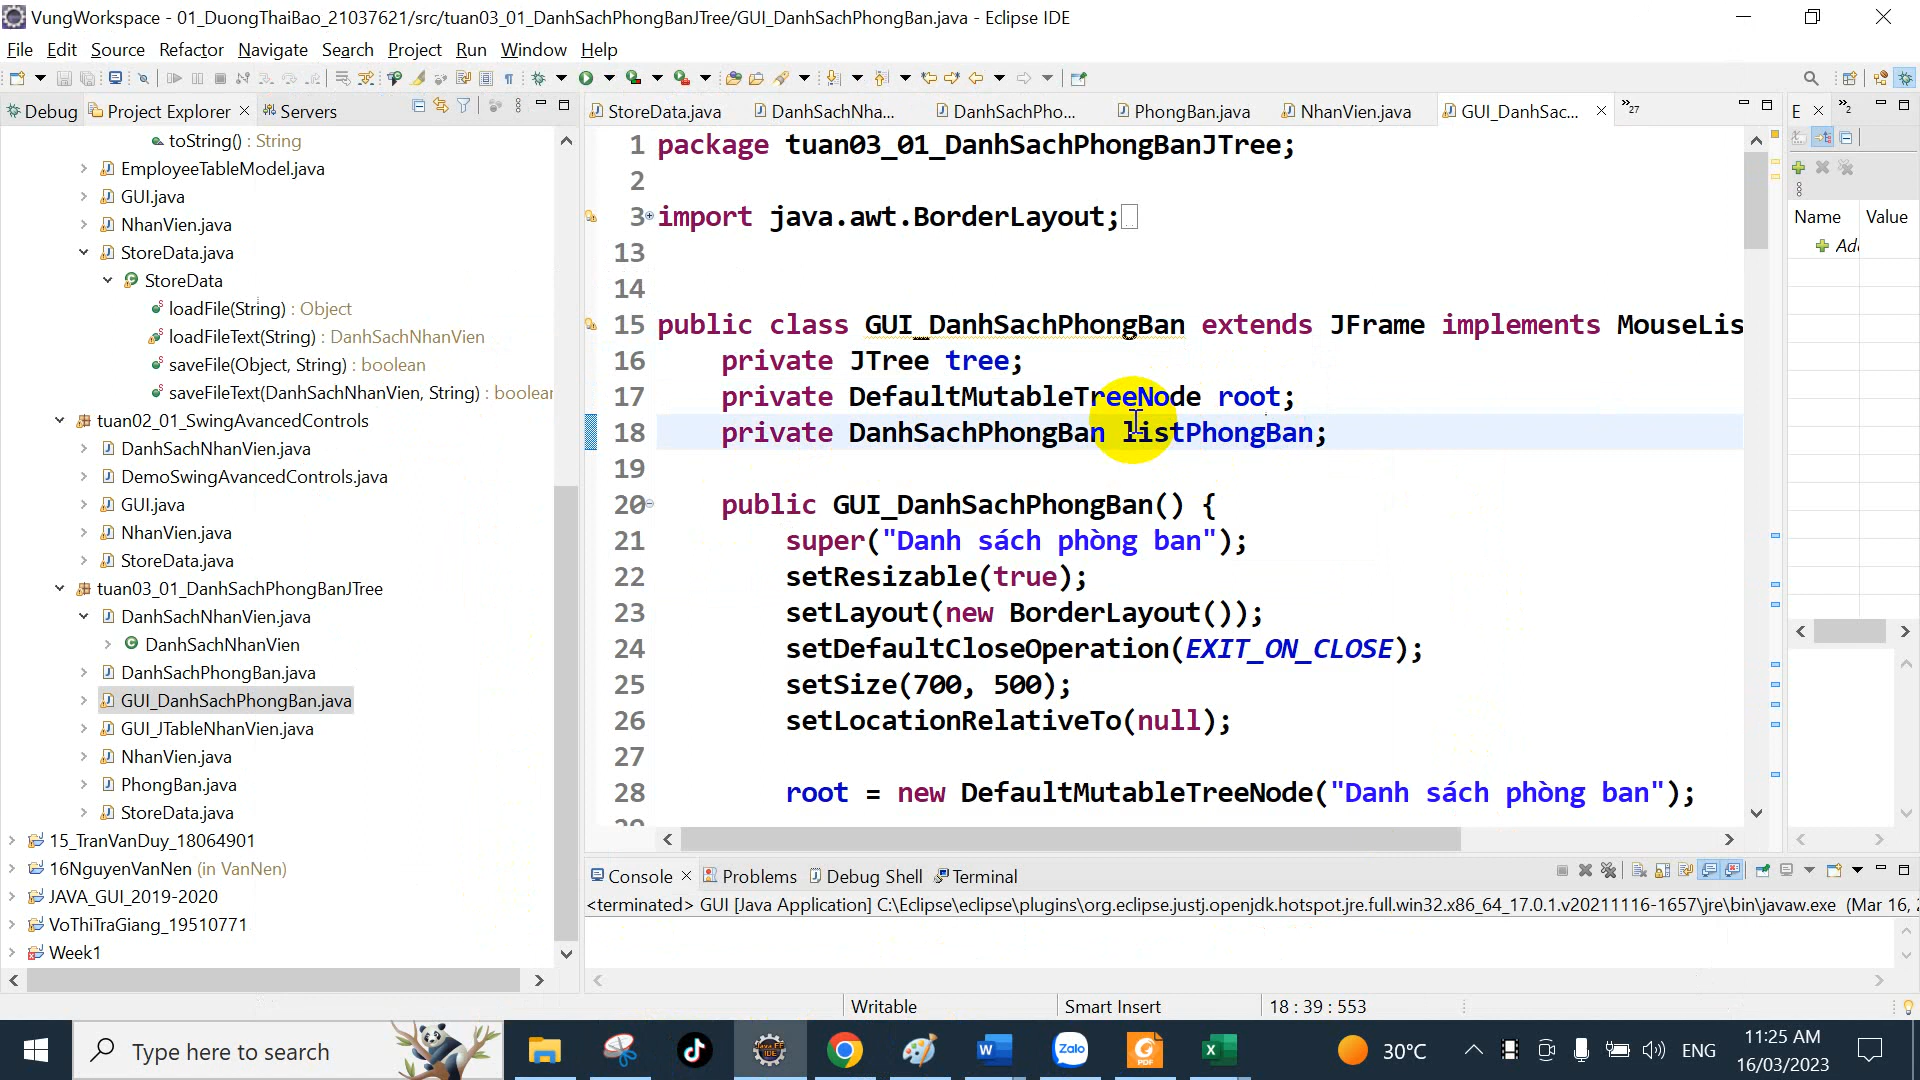 VungWorkspace - 01_DuongThaiBao_21037621/src/tuan03_01_DanhSachPhongBanJTree/GUI_DanhSachPhongBan.java - Eclipse IDE
File Edit Source Refactor Navigate Search Project Run Window Help
Debug Project Explorer Servers
toString() : String
EmployeeTableModel.java
GUI.java
NhanVien.java
StoreData.java
StoreData
loadFile(String) : Object
loadFileText(String) : DanhSachNhanVien
saveFile(Object, String) : boolean
saveFileText(DanhSachNhanVien, String) : boolean
tuan02_01_SwingAvancedControls
DanhSachNhanVien.java
DemoSwingAvancedControls.java
GUI.java
NhanVien.java
StoreData.java
tuan03_01_DanhSachPhongBanJTree
DanhSachNhanVien.java
DanhSachNhanVien
DanhSachPhongBan.java
GUI_DanhSachPhongBan.java
GUI_JTableNhanVien.java
NhanVien.java
PhongBan.java
StoreData.java
15_TranVanDuy_18064901
16NguyenVanNen (in VanNen)
JAVA_GUI_2019-2020
VoThiTraGiang_19510771
Week1
StoreData.java DanhSachNha... DanhSachPho... PhongBan.java NhanVien.java GUI_DanhSac... »27
1 package tuan03_01_DanhSachPhongBanJTree;
2
3 import java.awt.BorderLayout;
13
14
15 public class GUI_DanhSachPhongBan extends JFrame implements MouseLis
16 private JTree tree;
17 private DefaultMutableTreeNode root;
18 private DanhSachPhongBan listPhongBan;
19
20 public GUI_DanhSachPhongBan() {
21 super("Danh sách phòng ban");
22 setResizable(true);
23 setLayout(new BorderLayout());
24 setDefaultCloseOperation(EXIT_ON_CLOSE);
25 setSize(700, 500);
26 setLocationRelativeTo(null);
27
28 root = new DefaultMutableTreeNode("Danh sách phòng ban");
E »2
Name Value
Console Problems Debug Shell Terminal
<terminated> GUI [Java Application] C:\Eclipse\eclipse\plugins\org.eclipse.justj.openjdk.hotspot.jre.full.win32.x86_64_17.0.1.v20211116-1657\jre\bin\javaw.exe (Mar 16,
Writable Smart Insert 18 : 39 : 553
Type here to search
Zalo
PDF
30°C
ENG
11:25 AM
16/03/2023